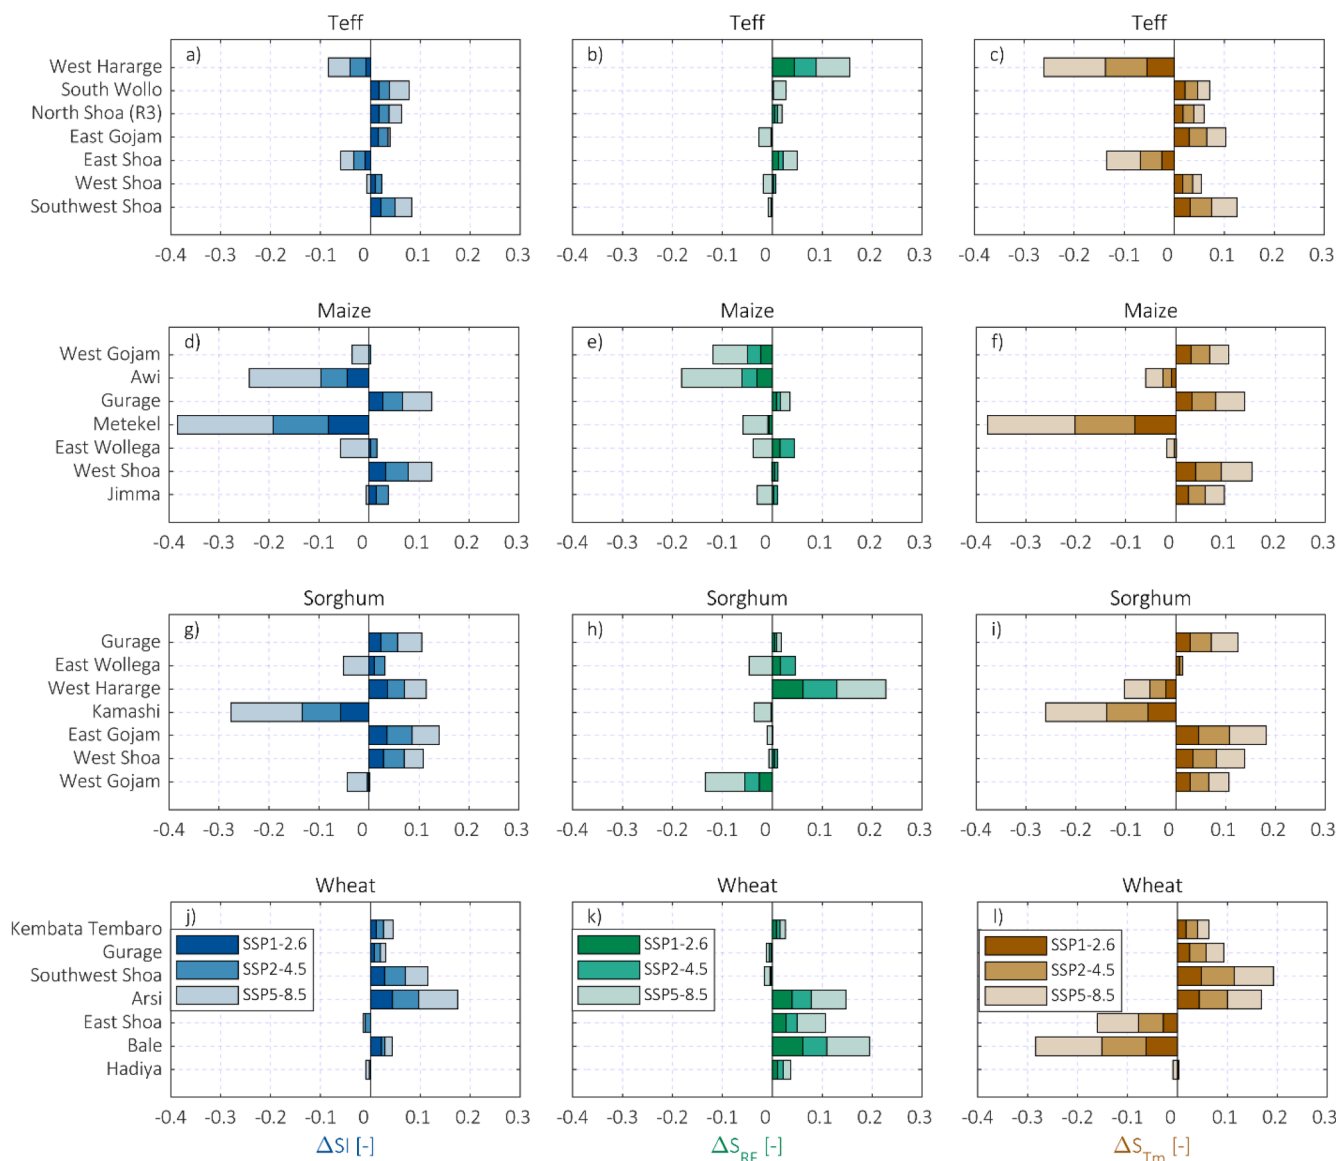 Teff
Teff
Teff
a)
b)
c)
West Hararge
South Wollo
North Shoa (R3)
East Gojam
East Shoa
West Shoa
Southwest Shoa
-0.4 -0.3 -0.2 -0.1 0 0.1 0.2 0.3
-0.4 -0.3 -0.2 -0.1 0 0.1 0.2 0.3
-0.4 -0.3 -0.2 -0.1 0 0.1 0.2 0.3
Maize
Maize
Maize
d)
e)
f)
West Gojam
Awi
Gurage
Metekel
East Wollega
West Shoa
Jimma
-0.4 -0.3 -0.2 -0.1 0 0.1 0.2 0.3
-0.4 -0.3 -0.2 -0.1 0 0.1 0.2 0.3
-0.4 -0.3 -0.2 -0.1 0 0.1 0.2 0.3
Sorghum
Sorghum
Sorghum
g)
h)
i)
Gurage
East Wollega
West Hararge
Kamashi
East Gojam
West Shoa
West Gojam
-0.4 -0.3 -0.2 -0.1 0 0.1 0.2 0.3
-0.4 -0.3 -0.2 -0.1 0 0.1 0.2 0.3
-0.4 -0.3 -0.2 -0.1 0 0.1 0.2 0.3
Wheat
Wheat
Wheat
j)
k)
l)
Kembata Tembaro
Gurage
Southwest Shoa
Arsi
East Shoa
Bale
Hadiya
SSP1-2.6
SSP2-4.5
SSP5-8.5
SSP1-2.6
SSP2-4.5
SSP5-8.5
SSP1-2.6
SSP2-4.5
SSP5-8.5
-0.4 -0.3 -0.2 -0.1 0 0.1 0.2 0.3
-0.4 -0.3 -0.2 -0.1 0 0.1 0.2 0.3
-0.4 -0.3 -0.2 -0.1 0 0.1 0.2 0.3
ΔSI [-]
ΔS_RF [-]
ΔS_Tm [-]